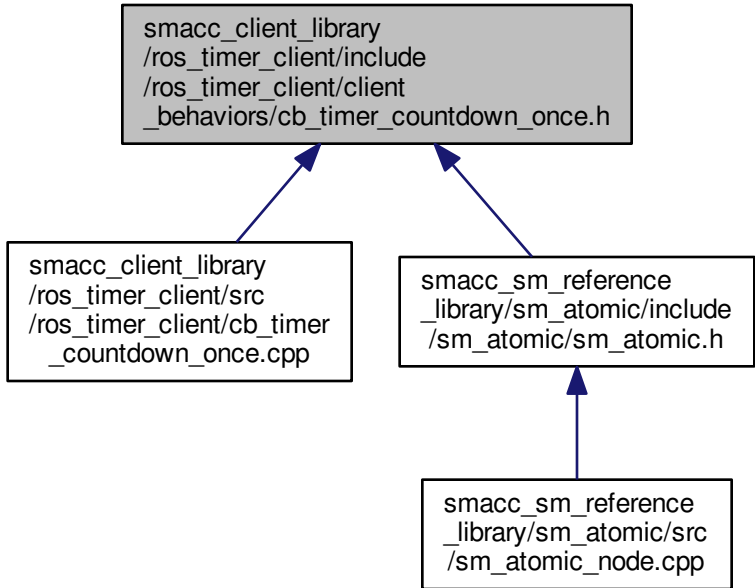 smacc_client_library
/ros_timer_client/include
/ros_timer_client/client
_behaviors/cb_timer_countdown_once.h
smacc_client_library
/ros_timer_client/src
/ros_timer_client/cb_timer
_countdown_once.cpp
smacc_sm_reference
_library/sm_atomic/include
/sm_atomic/sm_atomic.h
smacc_sm_reference
_library/sm_atomic/src
/sm_atomic_node.cpp